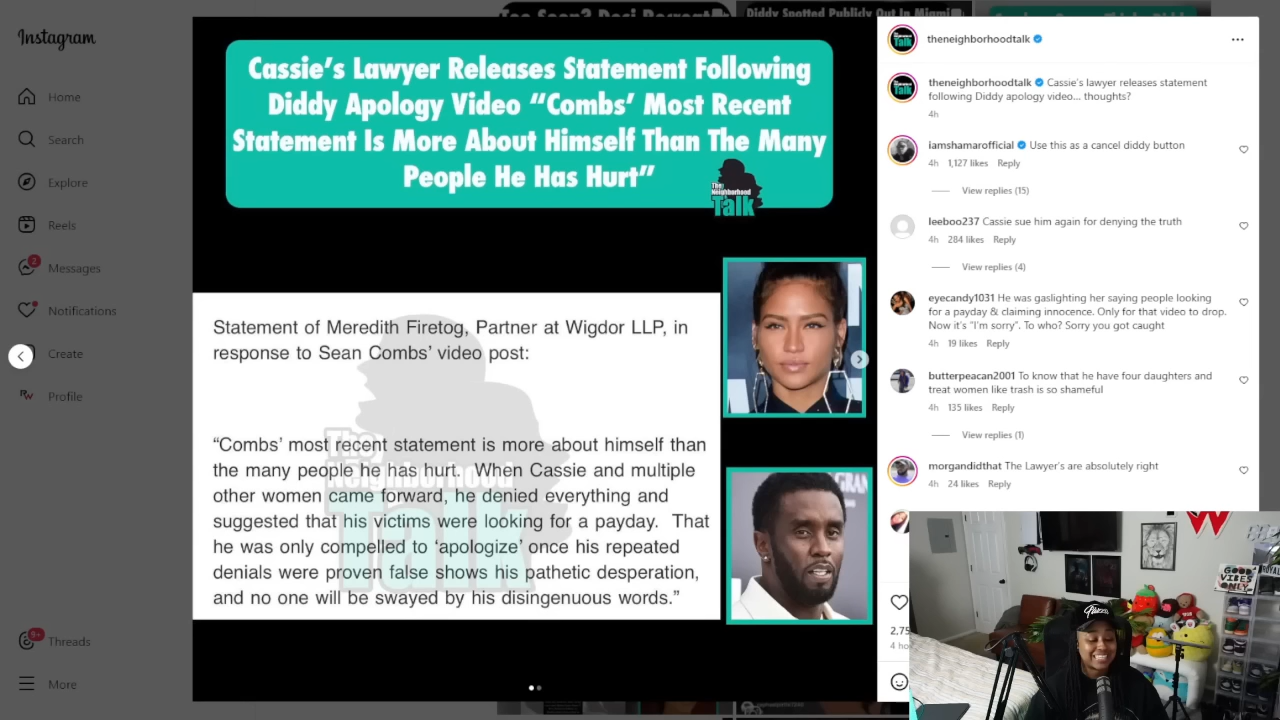 Instagram
Home
Search
Explore
Reels
2
Messages
Notifications
Create
Profile
9+
Threads
More
Diddy Spotted Publicly Out In Miami
Cassie's Lawyer Releases Statement Following
Diddy Apology Video “Combs' Most Recent
Statement Is More About Himself Than The Many
People He Has Hurt”
The
Neighborhood
Talk
Statement of Meredith Firetog, Partner at Wigdor LLP, in
response to Sean Combs' video post:
“Combs' most recent statement is more about himself than
the many people he has hurt.  When Cassie and multiple
other women came forward, he denied everything and
suggested that his victims were looking for a payday.  That
he was only compelled to ‘apologize’ once his repeated
denials were proven false shows his pathetic desperation,
and no one will be swayed by his disingenuous words.”
The
Neighborhood
Talk
theneighborhoodtalk
theneighborhoodtalk Cassie's lawyer releases statement
following Diddy apology video... thoughts?
4h
iamshamarofficial Use this as a cancel diddy button
4h 1,127 likes Reply
View replies (15)
leeboo237 Cassie sue him again for denying the truth
4h 284 likes Reply
View replies (4)
eyecandy1031 He was gaslighting her saying people looking
for a payday & claiming innocence. Only for that video to drop.
Now it's "I'm sorry". To who? Sorry you got caught
4h 19 likes Reply
butterpeacan2001 To know that he have four daughters and
treat women like trash is so shameful
4h 135 likes Reply
View replies (1)
morgandidthat The Lawyer's are absolutely right
4h 24 likes Reply
2,75
4 ho
GOOD
VIBES
ONLY